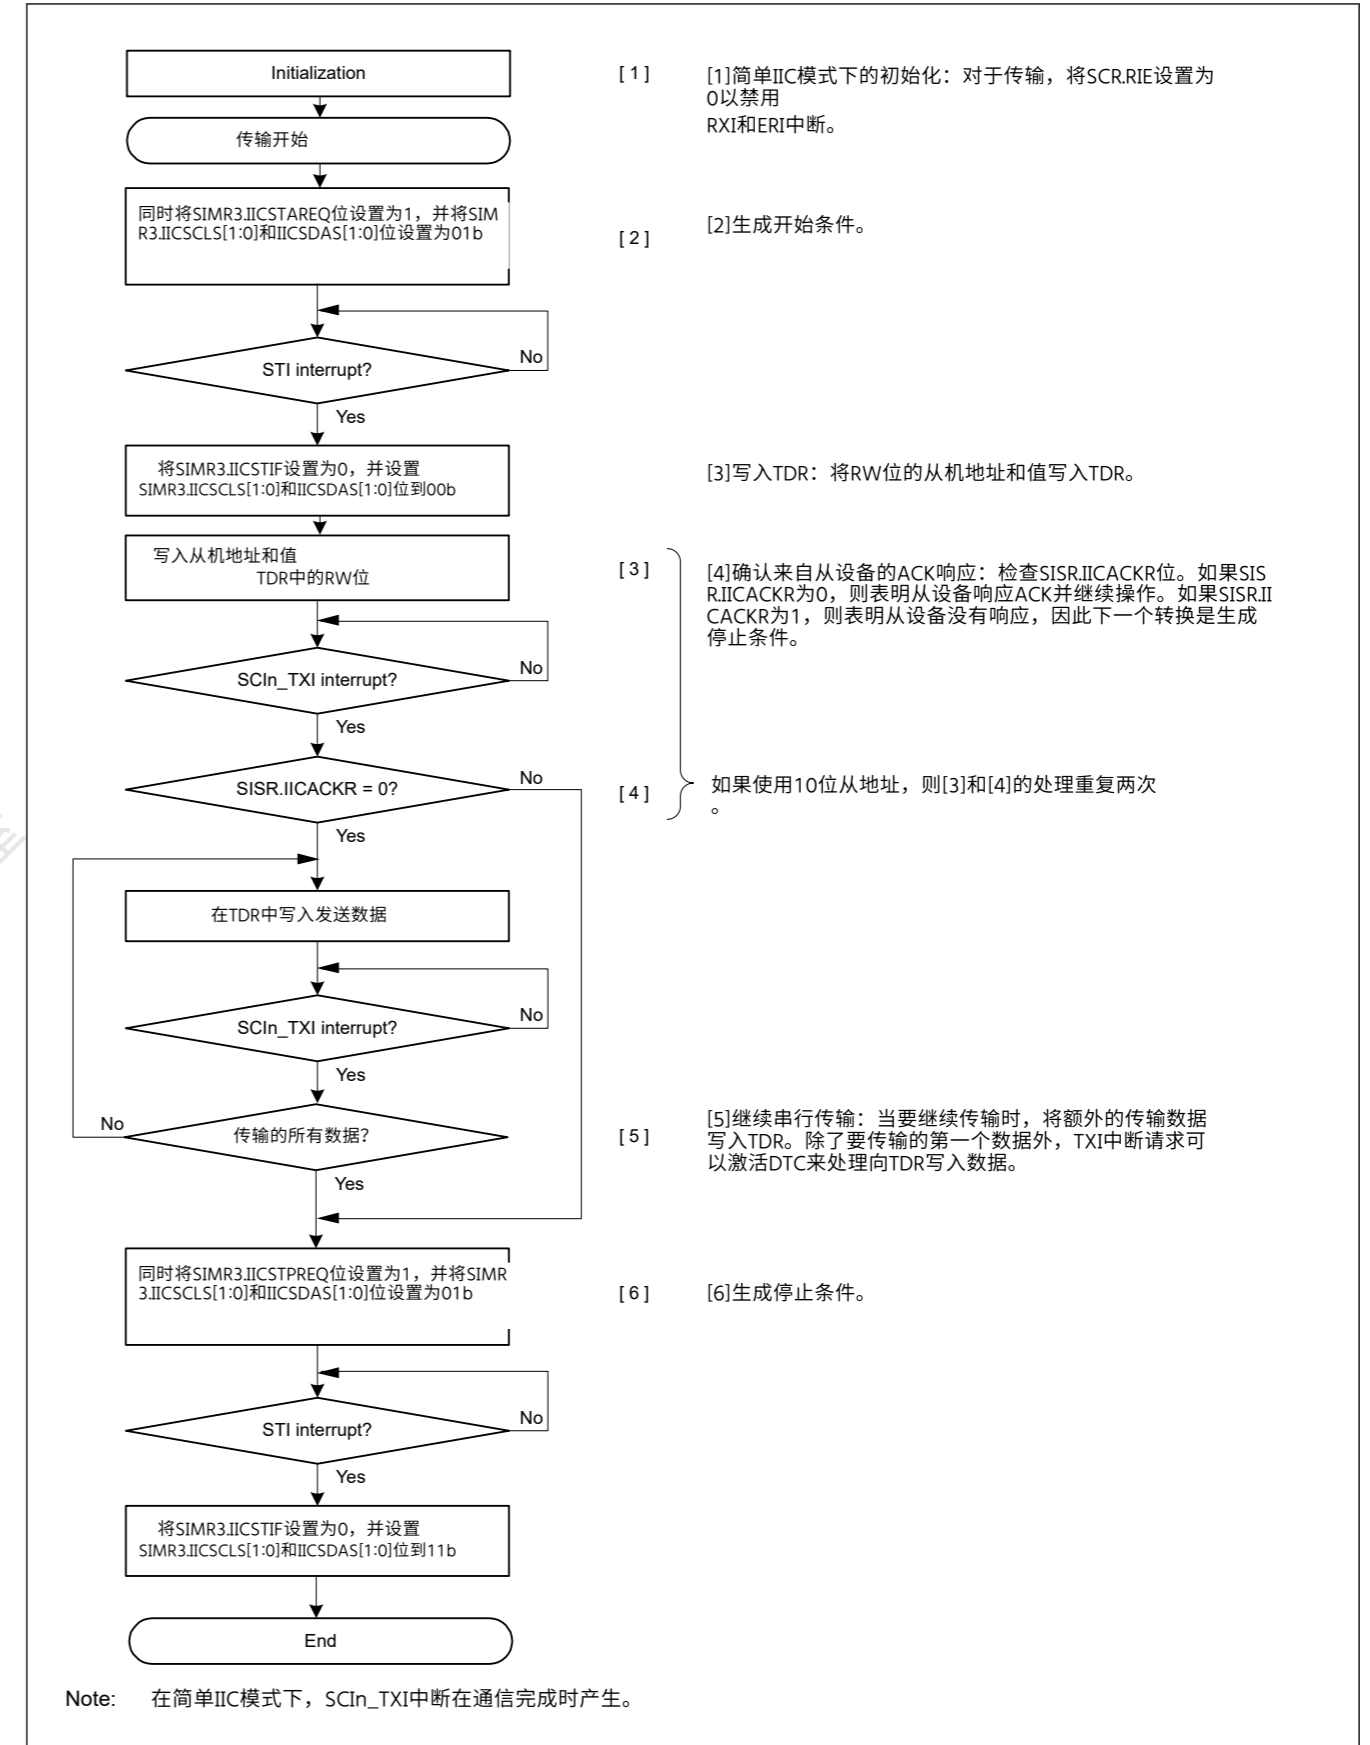 Initialization
[ 1 ]
[1]简单IIC模式下的初始化：对于传输，将SCR.RIE设置为
0以禁用
RXI和ERI中断。
传输开始
同时将SIMR3.IICSTAREQ位设置为1，并将SIM
R3.IICSCLS[1:0]和IICSDAS[1:0]位设置为01b
[ 2 ]
[2]生成开始条件。
STI interrupt?
No
Yes
将SIMR3.IICSTIF设置为0，并设置
SIMR3.IICSCLS[1:0]和IICSDAS[1:0]位到00b
[3]写入TDR：将RW位的从机地址和值写入TDR。
写入从机地址和值
TDR中的RW位
[ 3 ]
[4]确认来自从设备的ACK响应：检查SISR.IICACKR位。如果SIS
R.IICACKR为0，则表明从设备响应ACK并继续操作。如果SISR.II
CACKR为1，则表明从设备没有响应，因此下一个转换是生成
停止条件。
SCIn_TXI interrupt?
No
Yes
SISR.IICACKR = 0?
No
[ 4 ]
如果使用10位从地址，则[3]和[4]的处理重复两次
。
Yes
在TDR中写入发送数据
SCIn_TXI interrupt?
No
Yes
No
传输的所有数据？
[ 5 ]
[5]继续串行传输：当要继续传输时，将额外的传输数据
写入TDR。除了要传输的第一个数据外，TXI中断请求可
以激活DTC来处理向TDR写入数据。
Yes
同时将SIMR3.IICSTPREQ位设置为1，并将SIMR
3.IICSCLS[1:0]和IICSDAS[1:0]位设置为01b
[ 6 ]
[6]生成停止条件。
STI interrupt?
No
Yes
将SIMR3.IICSTIF设置为0，并设置
SIMR3.IICSCLS[1:0]和IICSDAS[1:0]位到11b
End
Note: 在简单IIC模式下，SCIn_TXI中断在通信完成时产生。